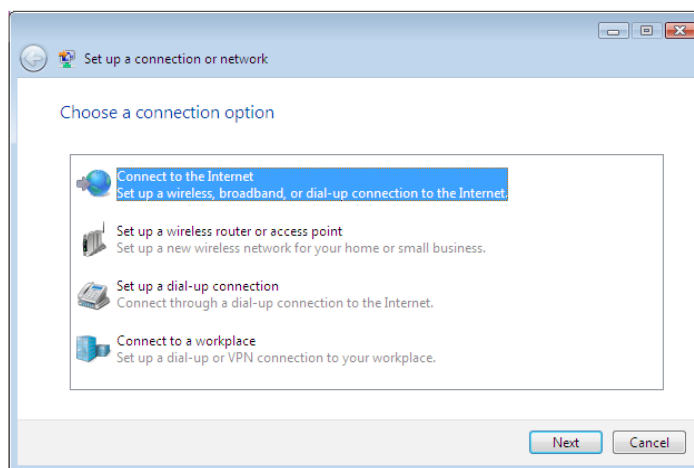 Set up a connection or network
Choose a connection option
Connect to the Internet
Set up a wireless, broadband, or dial-up connection to the Internet.
Set up a wireless router or access point
Set up a new wireless network for your home or small business.
Set up a dial-up connection
Connect through a dial-up connection to the Internet.
Connect to a workplace
Set up a dial-up or VPN connection to your workplace.
Next Cancel